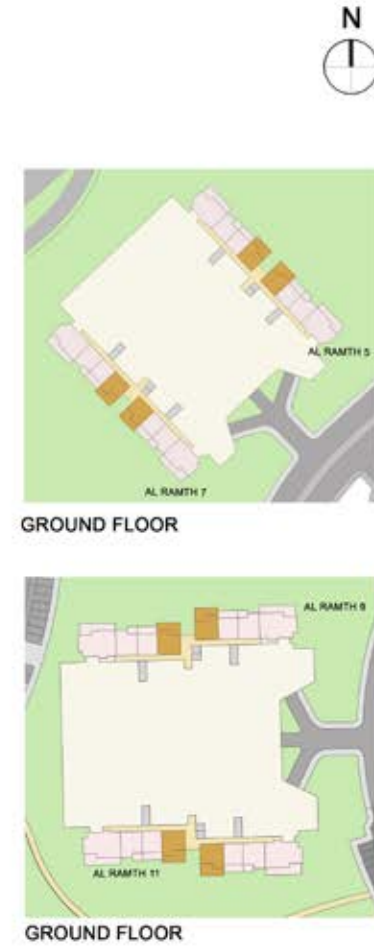 N
AL RAMTH 5
AL RAMTH 7
GROUND FLOOR
AL RAMTH 9
AL RAMTH 11
GROUND FLOOR